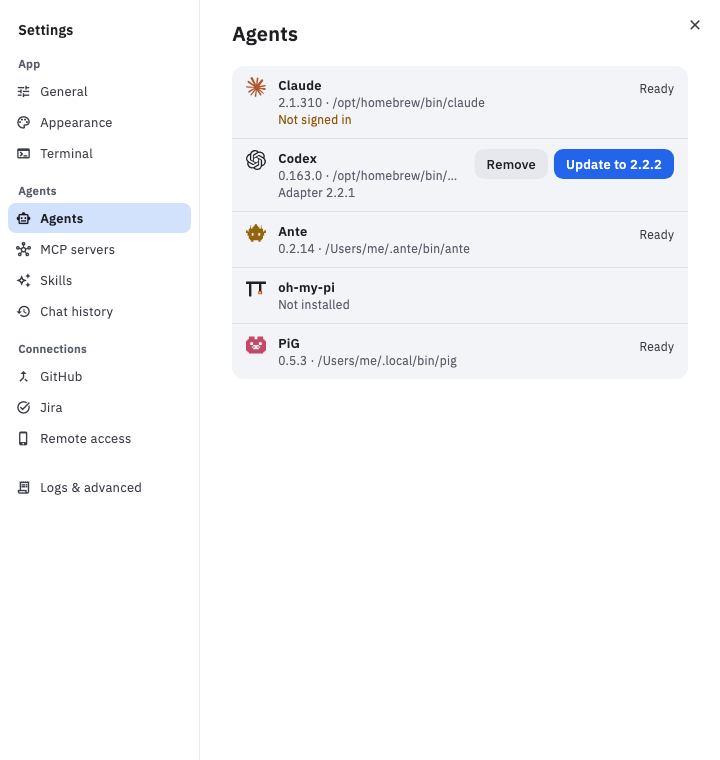 Settings
App
General
Appearance
Terminal
Agents
Agents
MCP servers
Skills
Chat history
Connections
GitHub
Jira
Remote access
Logs & advanced
Agents
Claude
2.1.310 · /opt/homebrew/bin/claude
Not signed in
Ready
Codex
0.163.0 · /opt/homebrew/bin/...
Adapter 2.2.1
Remove
Update to 2.2.2
Ante
0.2.14 · /Users/me/.ante/bin/ante
Ready
oh-my-pi
Not installed
PiG
0.5.3 · /Users/me/.local/bin/pig
Ready